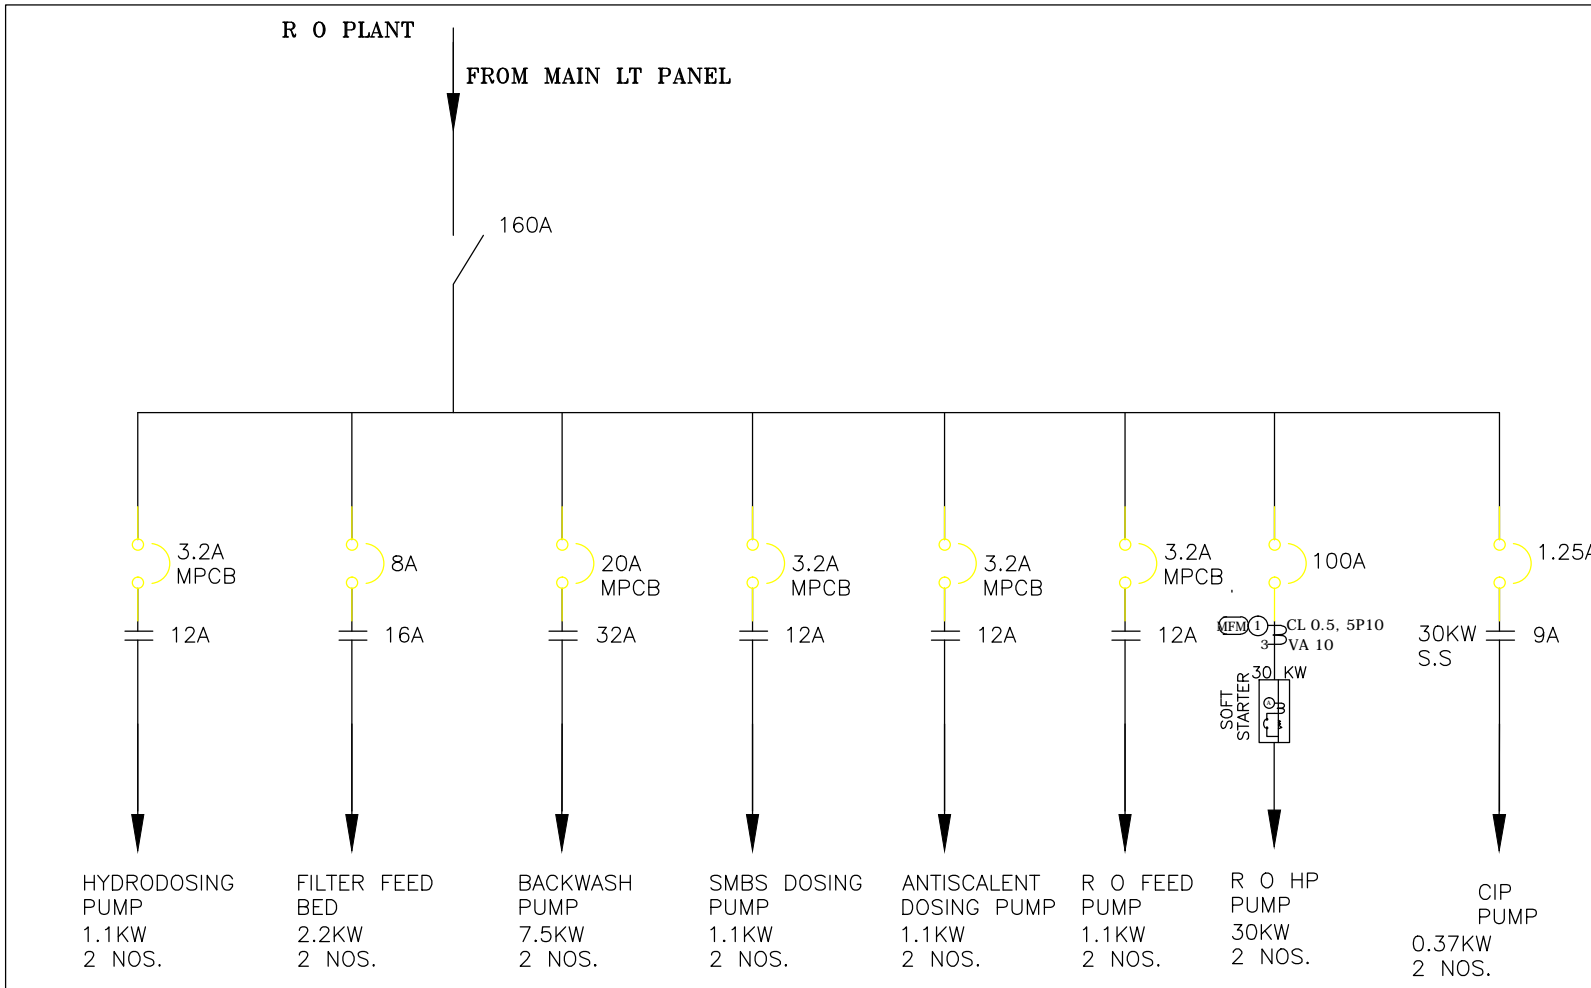 R O PLANT
FROM MAIN LT PANEL
160A
3.2A
MPCB
12A
8A
16A
20A
MPCB
32A
3.2A
MPCB
12A
3.2A
MPCB
12A
3.2A
MPCB
12A
100A
MFM 1 CL 0.5, 5P10
3 VA 10
30 KW
SOFT
STARTER
A
1.25A
30KW
S.S
9A
HYDRODOSING
PUMP
1.1KW
2 NOS.
FILTER FEED
BED
2.2KW
2 NOS.
BACKWASH
PUMP
7.5KW
2 NOS.
SMBS DOSING
PUMP
1.1KW
2 NOS.
ANTISCALENT
DOSING PUMP
1.1KW
2 NOS.
R O FEED
PUMP
1.1KW
2 NOS.
R O HP
PUMP
30KW
2 NOS.
CIP
PUMP
0.37KW
2 NOS.